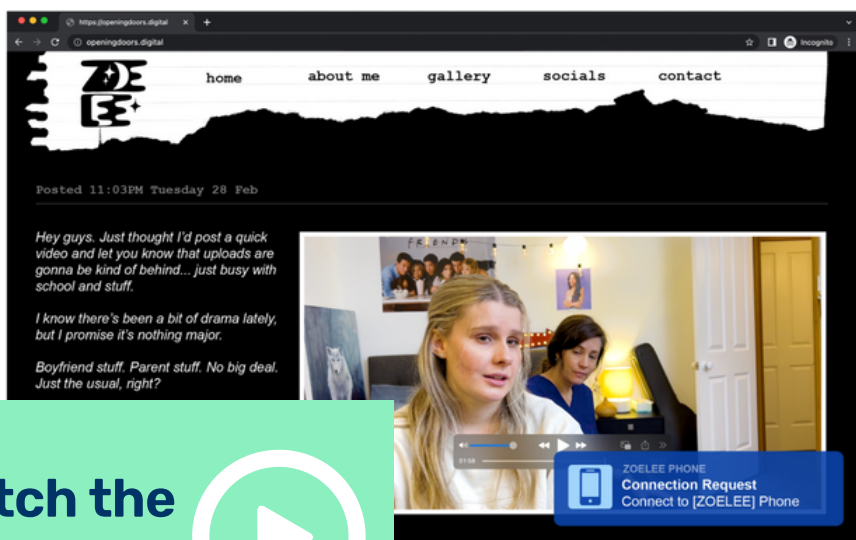 https://openingdoors.digital
openingdoors.digital
Incognito
ZOE
LEE
home about me gallery socials contact
Posted 11:03PM Tuesday 28 Feb
Hey guys. Just thought I'd post a quick
video and let you know that uploads are
gonna be kind of behind... just busy with
school and stuff.
I know there's been a bit of drama lately,
but I promise it's nothing major.
Boyfriend stuff. Parent stuff. No big deal.
Just the usual, right?
FRIENDS
01:58
ZOELEE PHONE
Connection Request
Connect to [ZOELEE] Phone
tch the